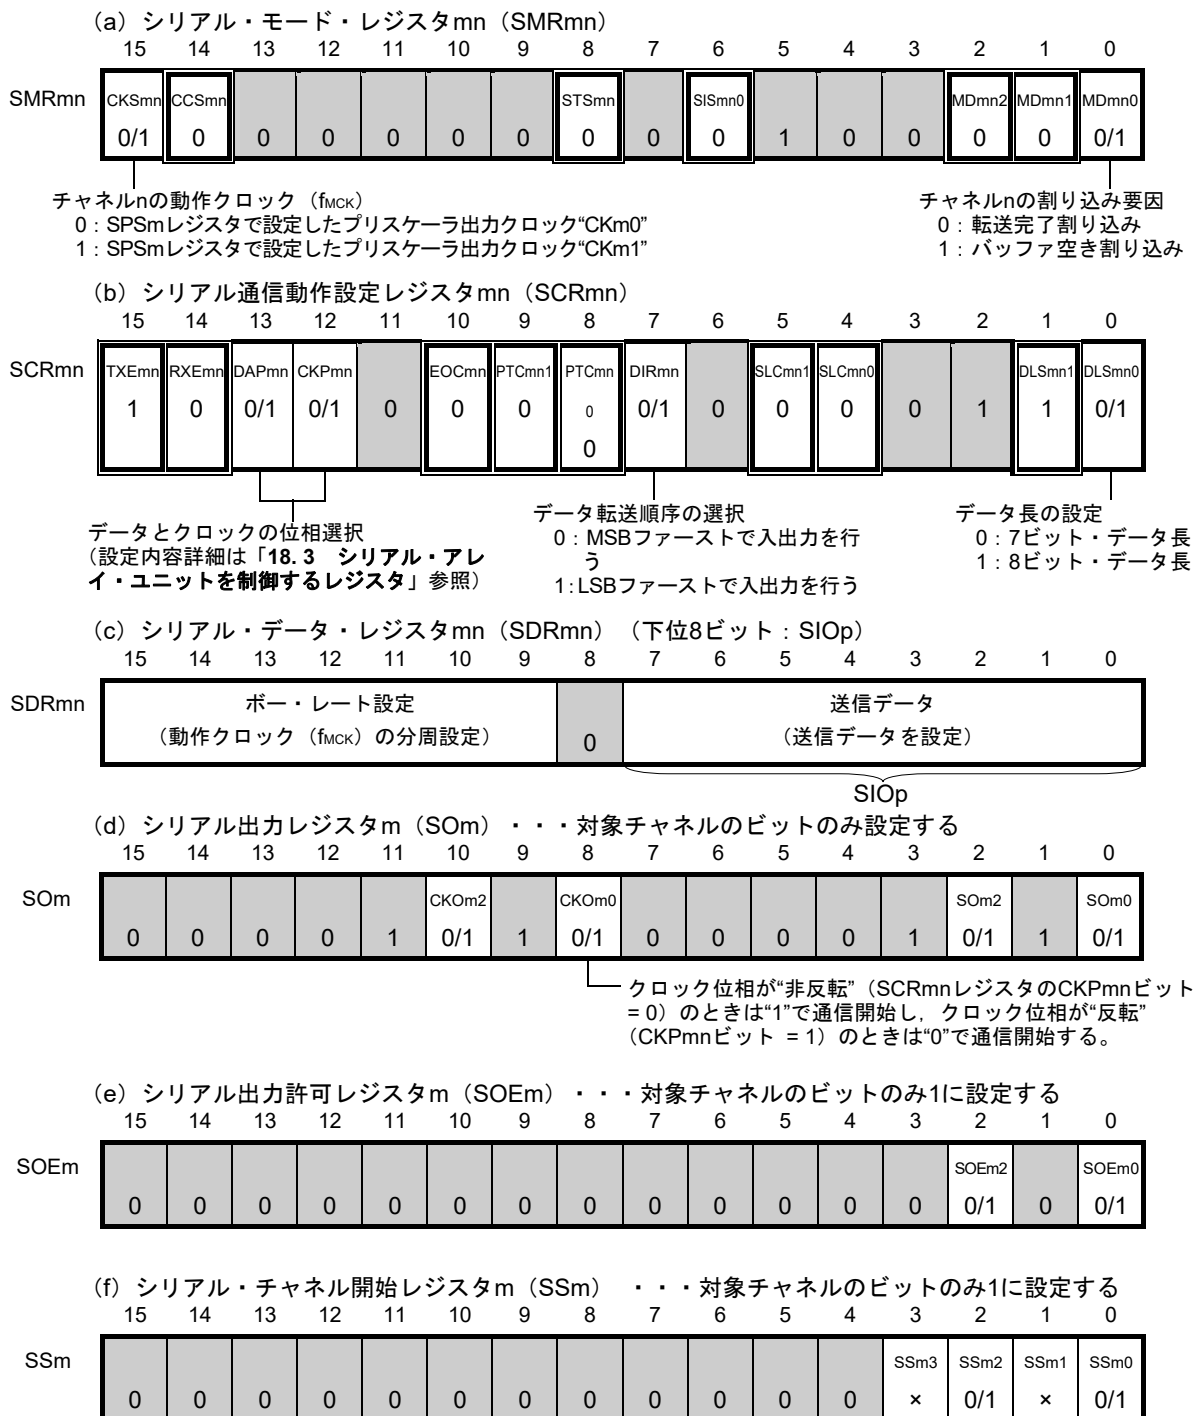 (a) シリアル・モード・レジスタmn (SMRmn)
15 14 13 12 11 10 9 8 7 6 5 4 3 2 1 0
SMRmn CKSmn CCSmn STSmn SISmn0 MDmn2 MDmn1 MDmn0
0/1 0 0 0 0 0 0 0 0 0 1 0 0 0 0 0/1
チャネルnの動作クロック (fMCK)
0 : SPSmレジスタで設定したプリスケーラ出力クロック“CKm0”
1 : SPSmレジスタで設定したプリスケーラ出力クロック“CKm1”
チャネルnの割り込み要因
0 : 転送完了割り込み
1 : バッファ空き割り込み
(b) シリアル通信動作設定レジスタmn (SCRmn)
15 14 13 12 11 10 9 8 7 6 5 4 3 2 1 0
SCRmn TXEmn RXEmn DAPmn CKPmn EOCmn PTCmn1 PTCmn DIRmn SLCmn1 SLCmn0 DLSmn1 DLSmn0
1 0 0/1 0/1 0 0 0 0 0/1 0 0 0 0 1 1 0/1
0
データとクロックの位相選択
(設定内容詳細は「18. 3 シリアル・アレ
イ・ユニットを制御するレジスタ」参照)
データ転送順序の選択
0 : MSBファーストで入出力を行
う
1 : LSBファーストで入出力を行う
データ長の設定
0 : 7ビット・データ長
1 : 8ビット・データ長
(c) シリアル・データ・レジスタmn (SDRmn) (下位8ビット : SIOp)
15 14 13 12 11 10 9 8 7 6 5 4 3 2 1 0
SDRmn ボー・レート設定 送信データ
(動作クロック (fMCK) の分周設定) 0 (送信データを設定)
SIOp
(d) シリアル出力レジスタm (SOm) ・・・対象チャネルのビットのみ設定する
15 14 13 12 11 10 9 8 7 6 5 4 3 2 1 0
SOm CKOm2 CKOm0 SOm2 SOm0
0 0 0 0 1 0/1 1 0/1 0 0 0 0 1 0/1 1 0/1
クロック位相が“非反転” (SCRmnレジスタのCKPmnビット
= 0) のときは“1”で通信開始し, クロック位相が“反転”
(CKPmnビット = 1) のときは“0”で通信開始する。
(e) シリアル出力許可レジスタm (SOEm) ・・・対象チャネルのビットのみ1に設定する
15 14 13 12 11 10 9 8 7 6 5 4 3 2 1 0
SOEm SOEm2 SOEm0
0 0 0 0 0 0 0 0 0 0 0 0 0 0/1 0 0/1
(f) シリアル・チャネル開始レジスタm (SSm) ・・・対象チャネルのビットのみ1に設定する
15 14 13 12 11 10 9 8 7 6 5 4 3 2 1 0
SSm SSm3 SSm2 SSm1 SSm0
0 0 0 0 0 0 0 0 0 0 0 0 × 0/1 × 0/1